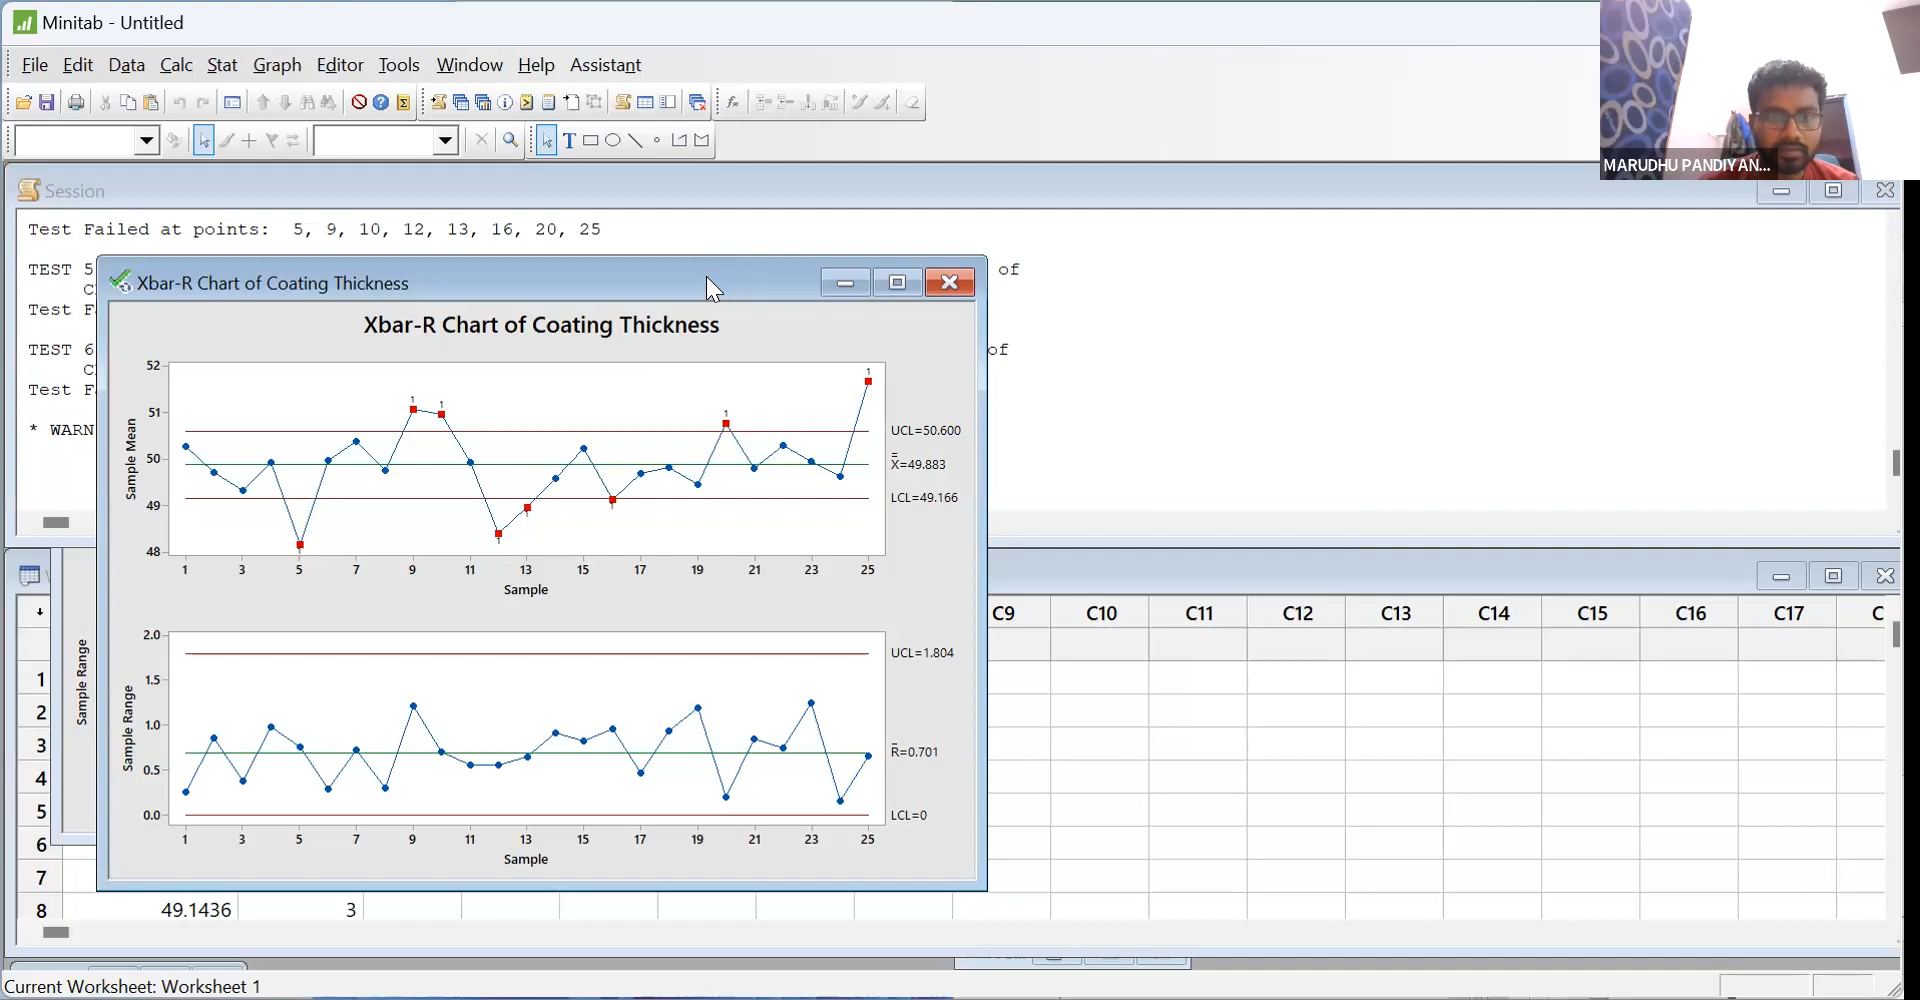 Minitab - Untitled
File Edit Data Calc Stat Graph Editor Tools Window Help Assistant
MARUDHU PANDIYAN...
Session
Test Failed at points: 5, 9, 10, 12, 13, 16, 20, 25
TEST 5
of
Test F
TEST 6
of
Test F
* WARN
Xbar-R Chart of Coating Thickness
Xbar-R Chart of Coating Thickness
Sample Mean
52
51
50
49
48
1 1 1 1 1 1 1 1
UCL=50.600
X=49.883
LCL=49.166
1 3 5 7 9 11 13 15 17 19 21 23 25
Sample
Sample Range
2.0
1.5
1.0
0.5
0.0
UCL=1.804
R=0.701
LCL=0
1 3 5 7 9 11 13 15 17 19 21 23 25
Sample
Sample Range
C9 C10 C11 C12 C13 C14 C15 C16 C17 C
1
2
3
4
5
6
7
8 49.1436 3
Current Worksheet: Worksheet 1